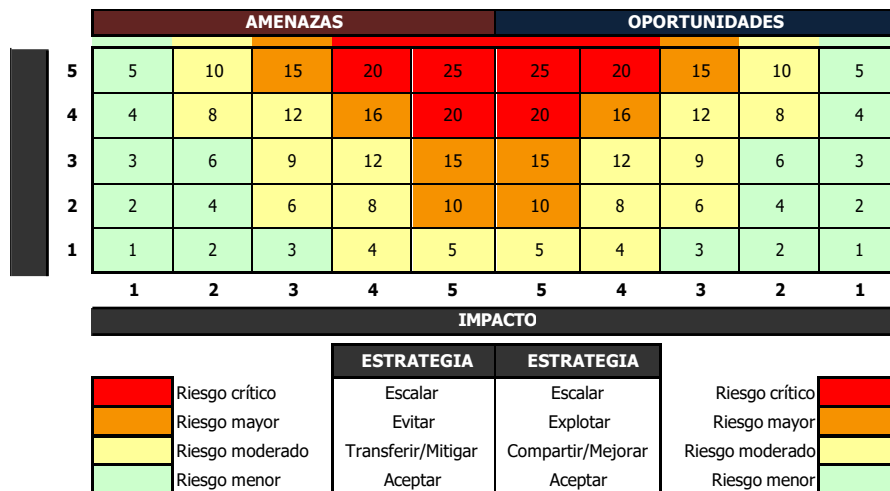 AMENAZAS OPORTUNIDADES
5 5 10 15 20 25 25 20 15 10 5
4 4 8 12 16 20 20 16 12 8 4
3 3 6 9 12 15 15 12 9 6 3
2 2 4 6 8 10 10 8 6 4 2
1 1 2 3 4 5 5 4 3 2 1
1 2 3 4 5 5 4 3 2 1
IMPACTO
ESTRATEGIA ESTRATEGIA
Riesgo crítico Escalar Escalar Riesgo crítico
Riesgo mayor Evitar Explotar Riesgo mayor
Riesgo moderado Transferir/Mitigar Compartir/Mejorar Riesgo moderado
Riesgo menor Aceptar Aceptar Riesgo menor